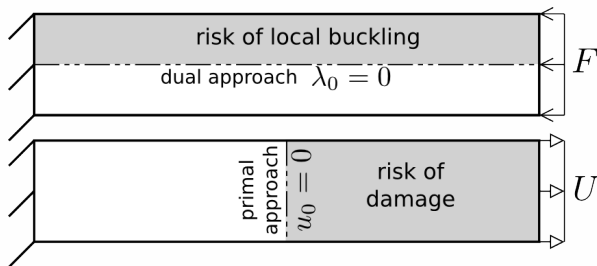 risk of local buckling
dual approach λ₀ = 0
F
primal
approach
u₀ = 0
risk of
damage
U